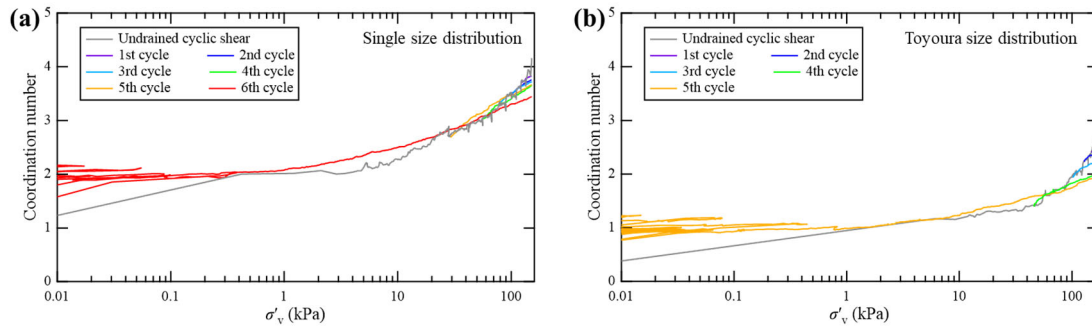 (a)
Undrained cyclic shear
1st cycle 2nd cycle
3rd cycle 4th cycle
5th cycle 6th cycle
Single size distribution
Coordination number
5
4
3
2
1
0
0.01 0.1 1 10 100
σ′v (kPa)
(b)
Undrained cyclic shear
1st cycle 2nd cycle
3rd cycle 4th cycle
5th cycle
Toyoura size distribution
Coordination number
5
4
3
2
1
0
0.01 0.1 1 10 100
σ′v (kPa)